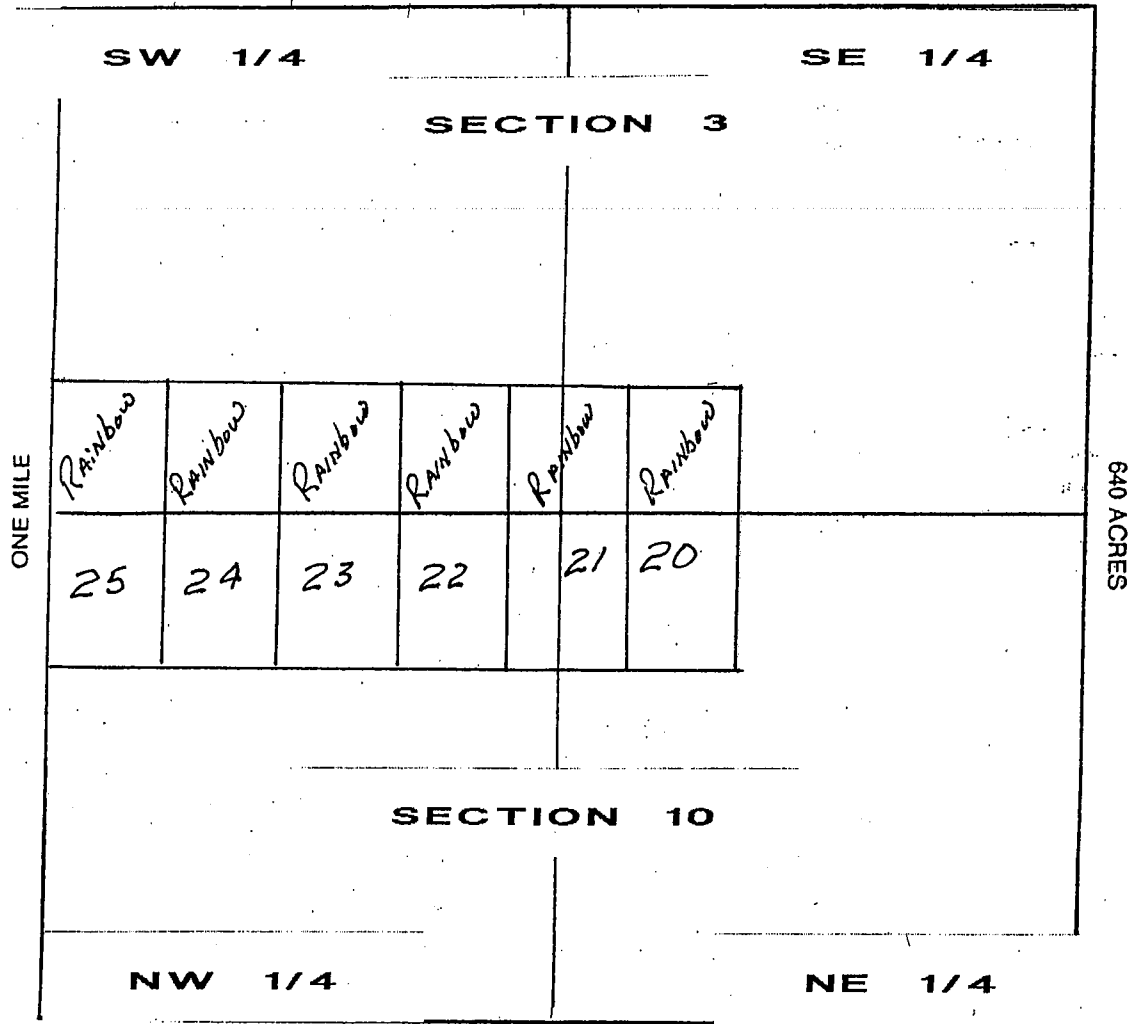 SW 1/4 SE 1/4
SECTION 3
RAiNbow RAiNbow RAiNbow RAiNbow RAiNbow RAiNbow
ONE MILE
640 ACRES
25 24 23 22 21 20
SECTION 10
NW 1/4 NE 1/4